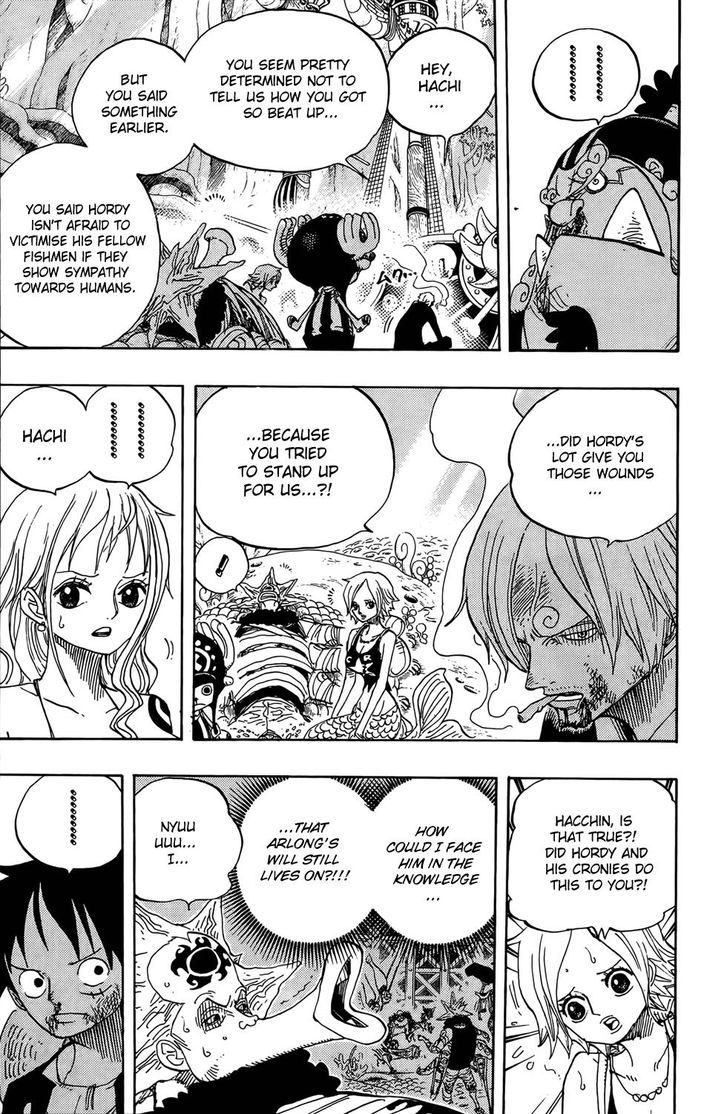 HEY,
HACHI
...
YOU SEEM PRETTY
DETERMINED NOT TO
TELL US HOW YOU GOT
SO BEAT UP...
BUT
YOU SAID
SOMETHING
EARLIER.
YOU SAID HORDY
ISN'T AFRAID TO
VICTIMISE HIS FELLOW
FISHMEN IF THEY
SHOW SYMPATHY
TOWARDS HUMANS.
ムク…
...DID HORDY'S
LOT GIVE YOU
THOSE WOUNDS
...
...BECAUSE
YOU TRIED
TO STAND UP
FOR US...?!
!
HACHI
...
HACCHIN, IS
THAT TRUE?!
DID HORDY AND
HIS CRONIES DO
THIS TO YOU?!
HOW
COULD I FACE
HIM IN THE
KNOWLEDGE
...
...THAT
ARLONG'S
WILL STILL
LIVES ON?!!!
NYUU
UUU...
I...